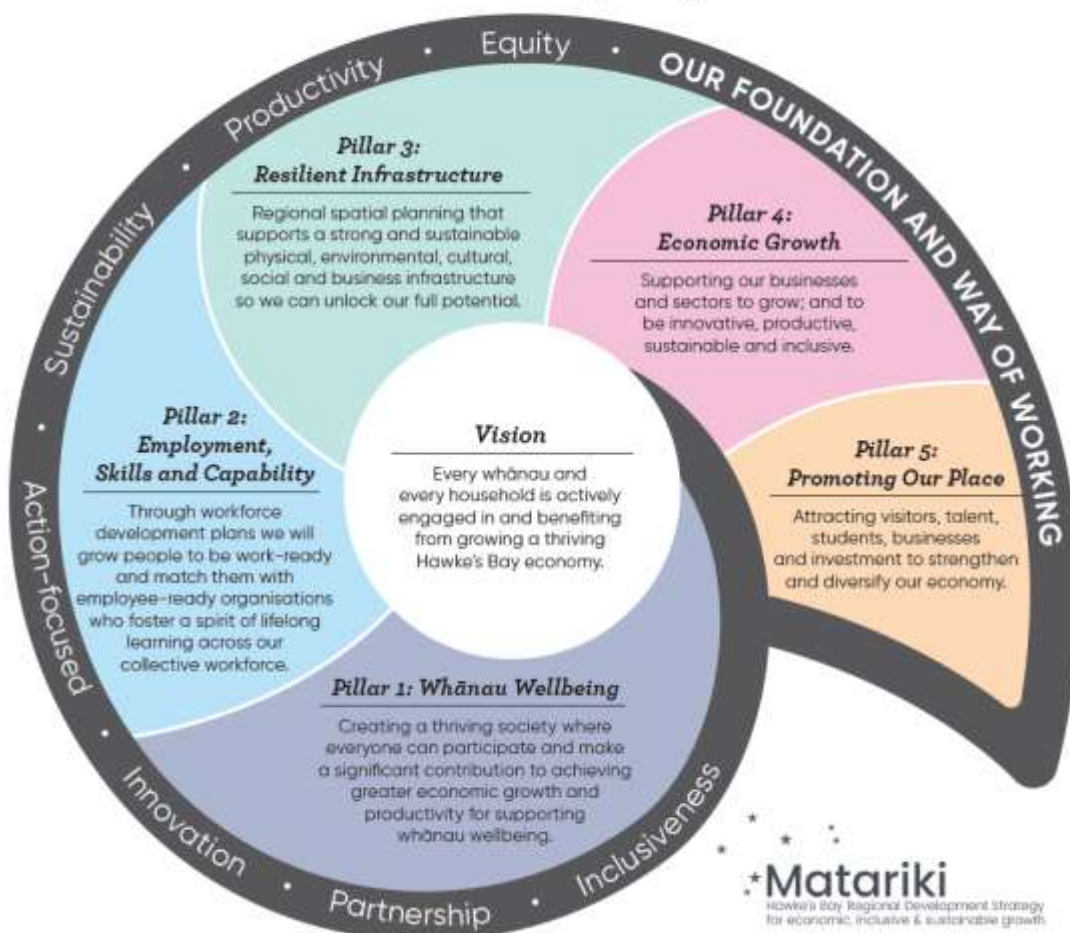 Inclusiveness • Partnership • Innovation • Action-focused • Sustainability • Productivity • Equity • OUR FOUNDATION AND WAY OF WORKING
Pillar 3:
Resilient Infrastructure
Regional spatial planning that
supports a strong and sustainable
physical, environmental, cultural,
social and business infrastructure
so we can unlock our full potential.
Pillar 4:
Economic Growth
Supporting our businesses
and sectors to grow; and to
be innovative, productive,
sustainable and inclusive.
Pillar 2:
Employment,
Skills and Capability
Through workforce
development plans we will
grow people to be work-ready
and match them with
employee-ready organisations
who foster a spirit of lifelong
learning across our
collective workforce.
Vision
Every whānau and
every household is actively
engaged in and benefiting
from growing a thriving
Hawke's Bay economy.
Pillar 5:
Promoting Our Place
Attracting visitors, talent,
students, businesses
and investment to strengthen
and diversify our economy.
Pillar 1: Whānau Wellbeing
Creating a thriving society where
everyone can participate and make
a significant contribution to achieving
greater economic growth and
productivity for supporting
whānau wellbeing.
Matariki
Hawke's Bay Regional Development Strategy
for economic, inclusive & sustainable growth